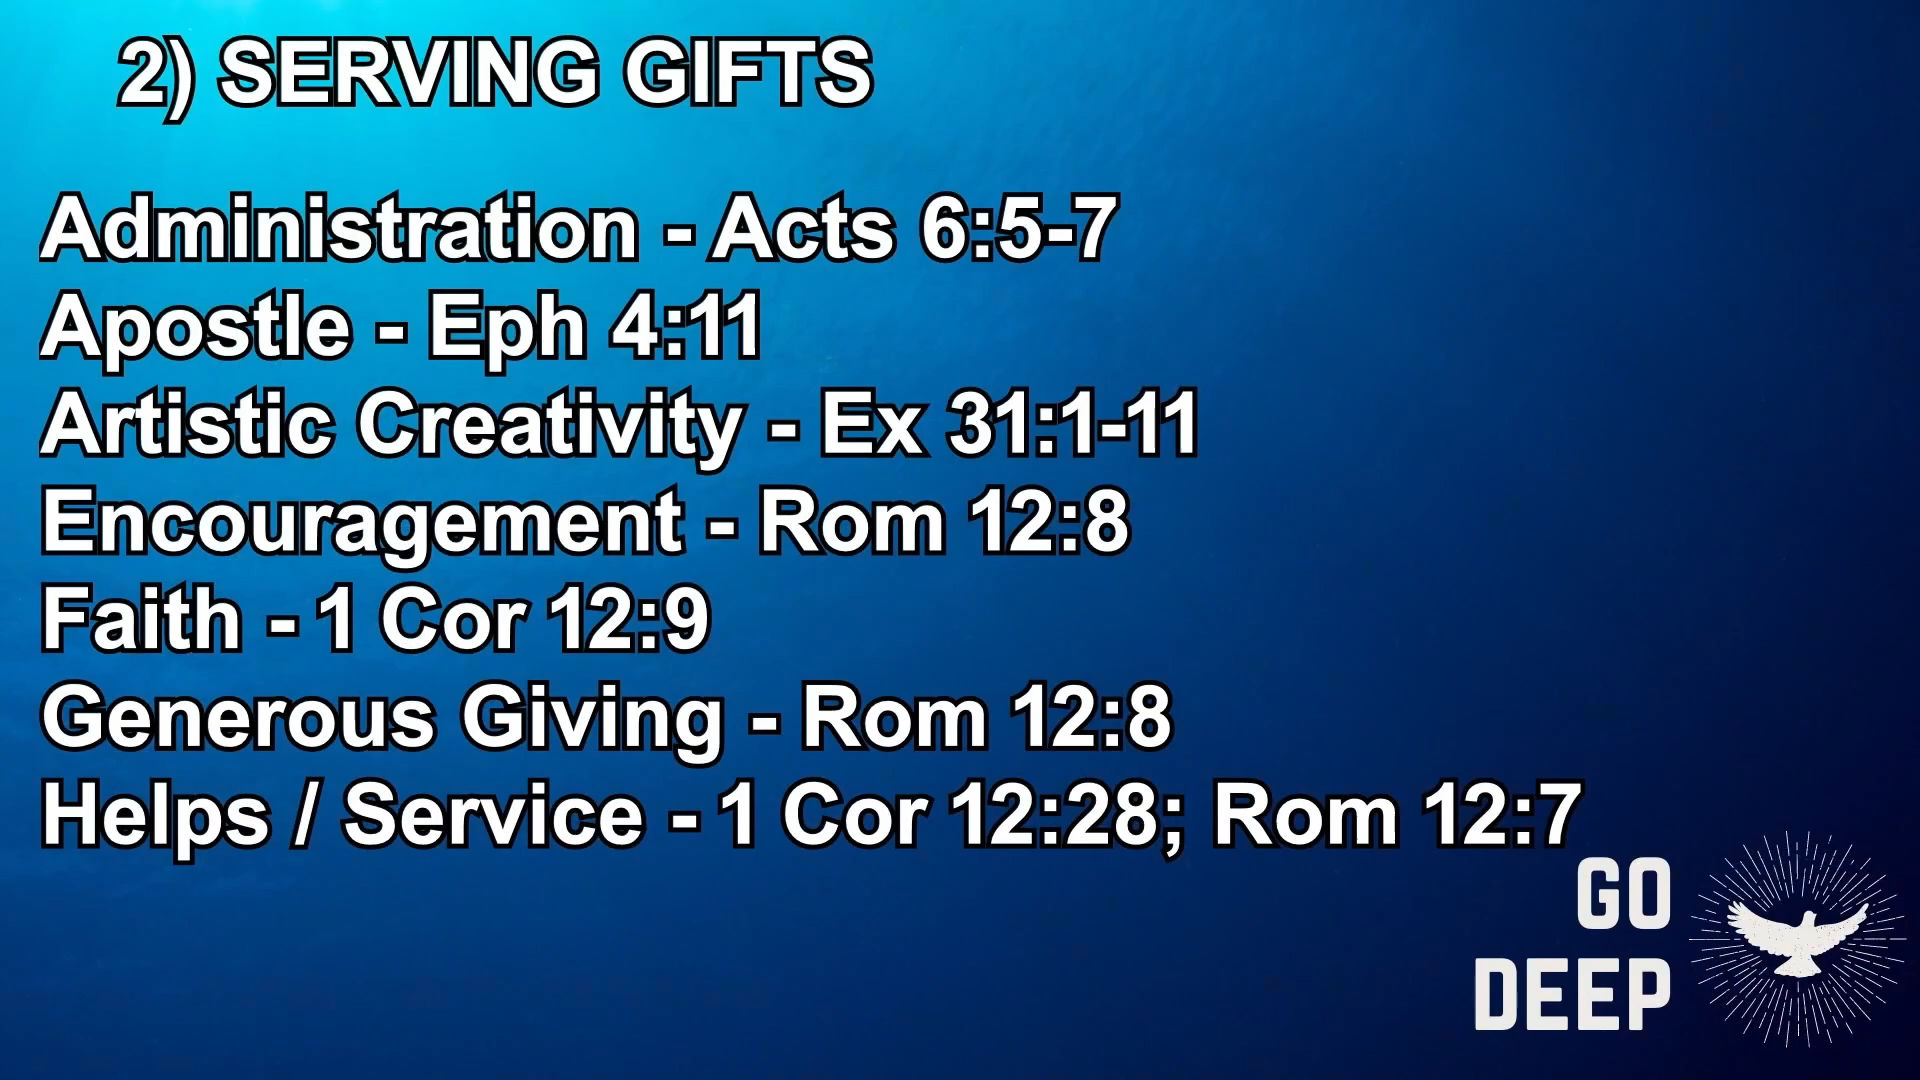 2) SERVING GIFTS
Administration - Acts 6:5-7
Apostle - Eph 4:11
Artistic Creativity - Ex 31:1-11
Encouragement - Rom 12:8
Faith - 1 Cor 12:9
Generous Giving - Rom 12:8
Helps / Service - 1 Cor 12:28; Rom 12:7
GO
DEEP